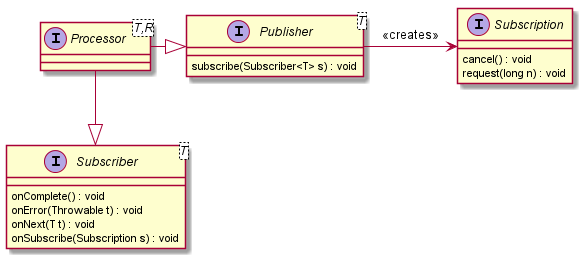 I Processor T,R
I Publisher T
subscribe(Subscriber<T> s) : void
«creates»
I Subscription
cancel() : void
request(long n) : void
I Subscriber T
onComplete() : void
onError(Throwable t) : void
onNext(T t) : void
onSubscribe(Subscription s) : void